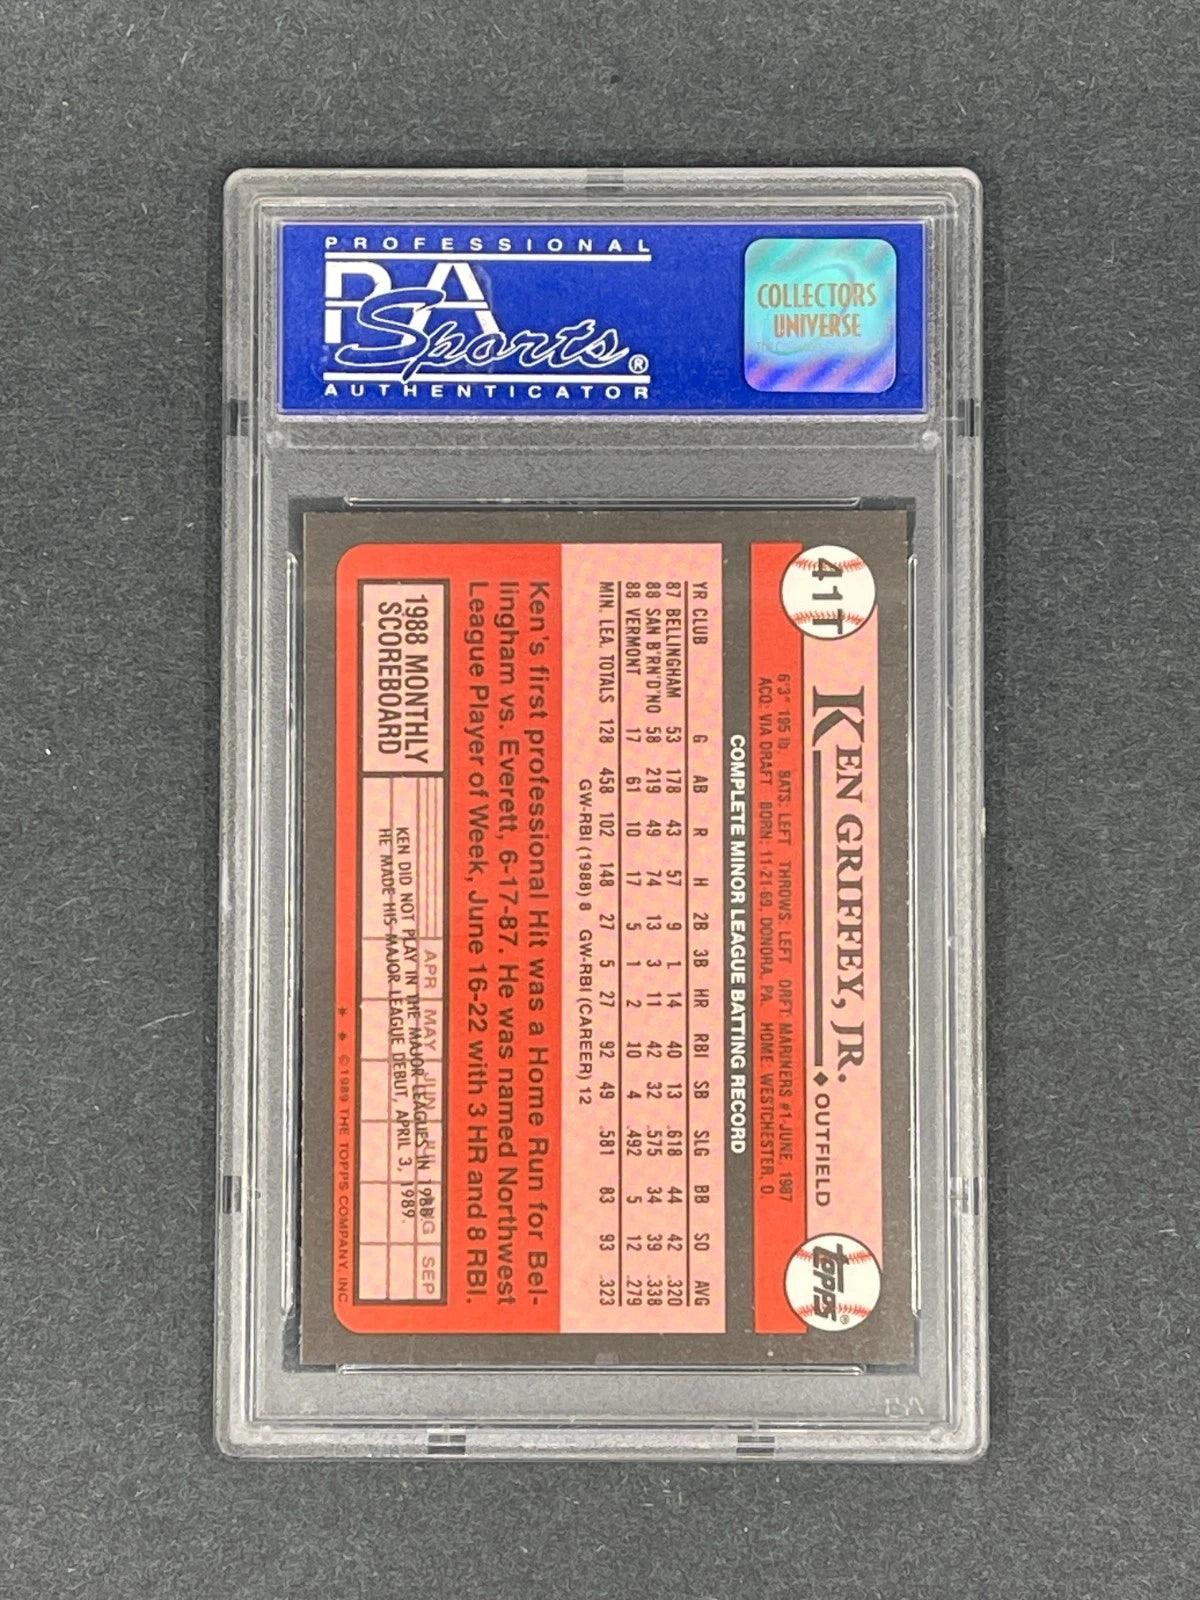 PROFESSIONAL
PSA
Sports®
AUTHENTICATOR
COLLECTORS
UNIVERSE
41T
KEN GRIFFEY, JR. ♦ OUTFIELD
topps®
6'3" 195 lb. BATS: LEFT THROWS: LEFT DRFT: MARINERS #1-JUNE, 1987
ACQ: VIA DRAFT BORN: 11-21-69, DONORA, PA. HOME: WESTCHESTER, O.
COMPLETE MINOR LEAGUE BATTING RECORD
YR CLUB G AB R H 2B 3B HR RBI SB SLG BB SO AVG
87 BELLINGHAM 53 178 43 57 9 1 14 40 13 .618 44 42 .320
88 SAN B'RN'D'NO 58 219 49 74 13 3 11 42 32 .575 34 39 .338
88 VERMONT 17 61 10 17 5 1 2 10 4 .492 5 12 .279
MIN. LEA. TOTALS 128 458 102 148 27 5 27 92 49 .581 83 93 .323
GW-RBI (1988) 8 GW-RBI (CAREER) 12
Ken's first professional Hit was a Home Run for Bel-
lingham vs. Everett, 6-17-87. He was named Northwest
League Player of Week, June 16-22 with 3 HR and 8 RBI.
1988 MONTHLY
SCOREBOARD
APR MAY JUN JUL AUG SEP
KEN DID NOT PLAY IN THE MAJOR LEAGUES IN 1988.
HE MADE HIS MAJOR LEAGUE DEBUT, APRIL 3, 1989.
* * ©1989 THE TOPPS COMPANY, INC.